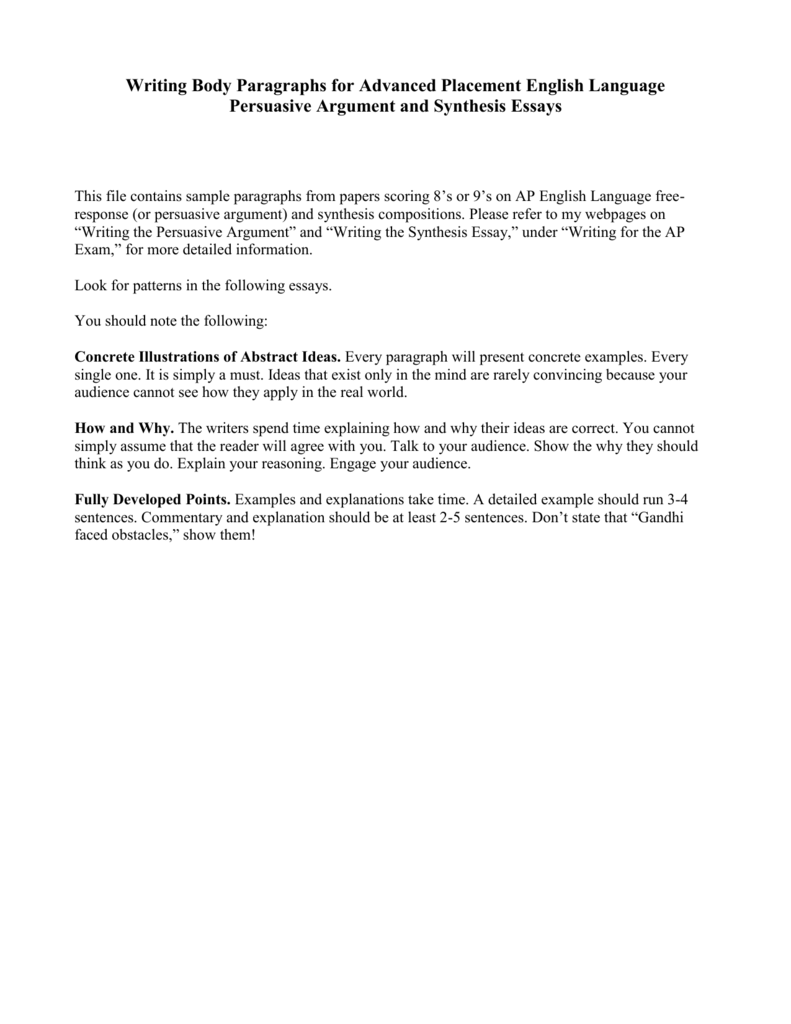 Writing Body Paragraphs for Advanced Placement English Language
Persuasive Argument and Synthesis Essays
This file contains sample paragraphs from papers scoring 8’s or 9’s on AP English Language free-
response (or persuasive argument) and synthesis compositions. Please refer to my webpages on
“Writing the Persuasive Argument” and “Writing the Synthesis Essay,” under “Writing for the AP
Exam,” for more detailed information.
Look for patterns in the following essays.
You should note the following:
Concrete Illustrations of Abstract Ideas. Every paragraph will present concrete examples. Every
single one. It is simply a must. Ideas that exist only in the mind are rarely convincing because your
audience cannot see how they apply in the real world.
How and Why. The writers spend time explaining how and why their ideas are correct. You cannot
simply assume that the reader will agree with you. Talk to your audience. Show the why they should
think as you do. Explain your reasoning. Engage your audience.
Fully Developed Points. Examples and explanations take time. A detailed example should run 3-4
sentences. Commentary and explanation should be at least 2-5 sentences. Don’t state that “Gandhi
faced obstacles,” show them!